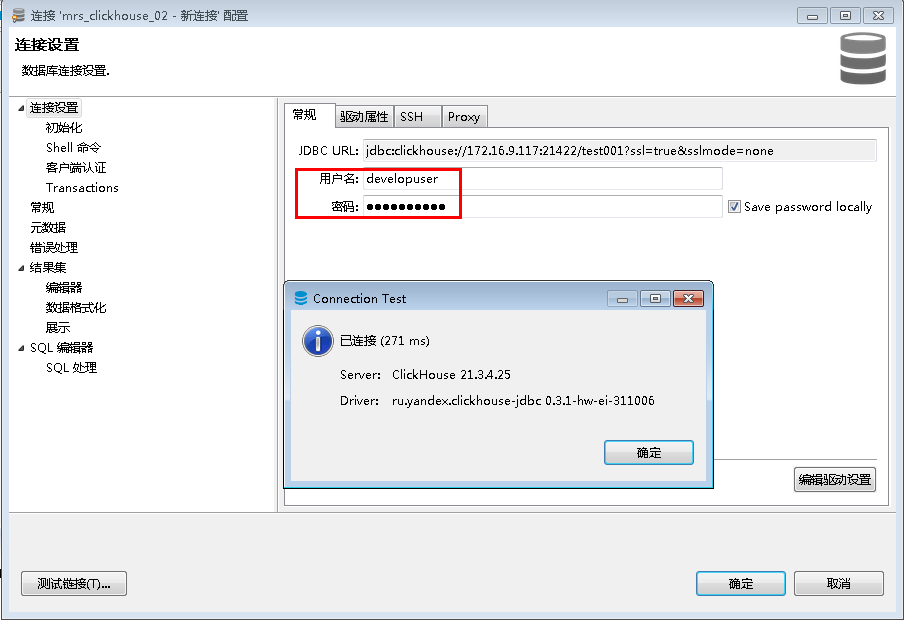 连接 'mrs_clickhouse_02 - 新连接' 配置
连接设置
数据库连接设置.
连接设置
初始化
Shell 命令
客户端认证
Transactions
常规
元数据
错误处理
结果集
编辑器
数据格式化
展示
SQL 编辑器
SQL 处理
常规 驱动属性 SSH Proxy
JDBC URL: jdbc:clickhouse://172.16.9.117:21422/test001?ssl=true&sslmode=none
用户名: developuser
密码: ●●●●●●●●●● Save password locally
Connection Test
已连接 (271 ms)
Server: ClickHouse 21.3.4.25
Driver: ru.yandex.clickhouse-jdbc 0.3.1-hw-ei-311006
确定
编辑驱动设置
测试链接(T)... 确定 取消